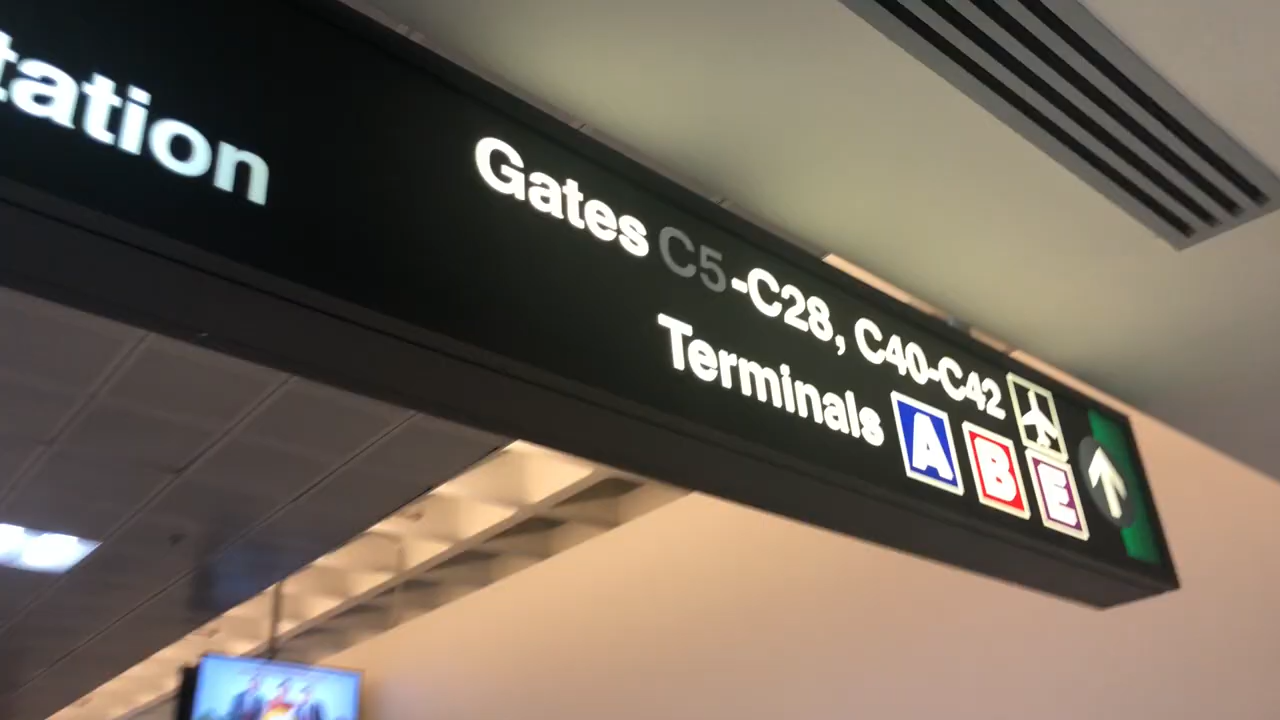 tation
Gates C5-C28, C40-C42
Terminals A B E